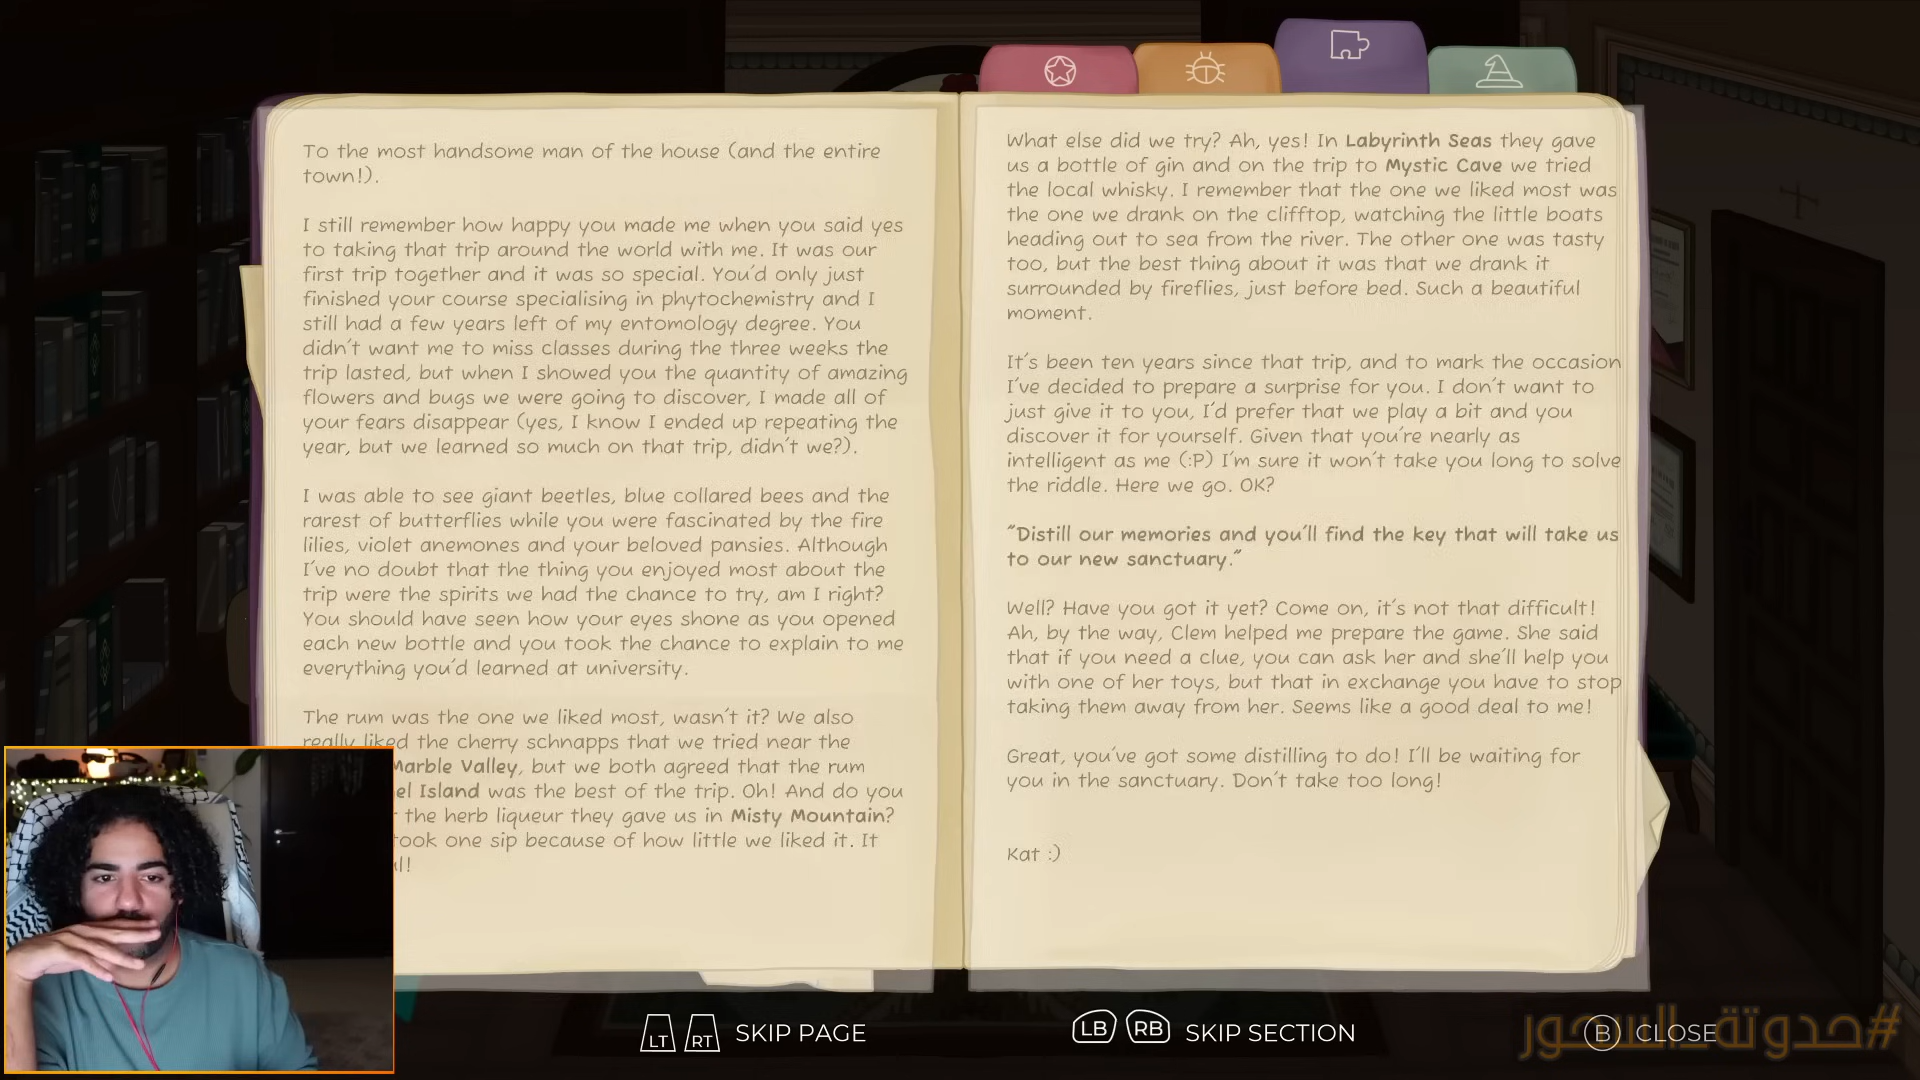 To the most handsome man of the house (and the entire
town!).
I still remember how happy you made me when you said yes
to taking that trip around the world with me. It was our
first trip together and it was so special. You'd only just
finished your course specialising in phytochemistry and I
still had a few years left of my entomology degree. You
didn't want me to miss classes during the three weeks the
trip lasted, but when I showed you the quantity of amazing
flowers and bugs we were going to discover, I made all of
your fears disappear (yes, I know I ended up repeating the
year, but we learned so much on that trip, didn't we?).
I was able to see giant beetles, blue collared bees and the
rarest of butterflies while you were fascinated by the fire
lilies, violet anemones and your beloved pansies. Although
I've no doubt that the thing you enjoyed most about the
trip were the spirits we had the chance to try, am I right?
You should have seen how your eyes shone as you opened
each new bottle and you took the chance to explain to me
everything you'd learned at university.
The rum was the one we liked most, wasn't it? We also
really liked the cherry schnapps that we tried near the
Marble Valley, but we both agreed that the rum
Island was the best of the trip. Oh! And do you
the herb liqueur they gave us in Misty Mountain?
took one sip because of how little we liked it. It
What else did we try? Ah, yes! In Labyrinth Seas they gave
us a bottle of gin and on the trip to Mystic Cave we tried
the local whisky. I remember that the one we liked most was
the one we drank on the clifftop, watching the little boats
heading out to sea from the river. The other one was tasty
too, but the best thing about it was that we drank it
surrounded by fireflies, just before bed. Such a beautiful
moment.
It's been ten years since that trip, and to mark the occasion
I've decided to prepare a surprise for you. I don't want to
just give it to you, I'd prefer that we play a bit and you
discover it for yourself. Given that you're nearly as
intelligent as me (:P) I'm sure it won't take you long to solve
the riddle. Here we go. OK?
"Distill our memories and you'll find the key that will take us
to our new sanctuary."
Well? Have you got it yet? Come on, it's not that difficult!
Ah, by the way, Clem helped me prepare the game. She said
that if you need a clue, you can ask her and she'll help you
with one of her toys, but that in exchange you have to stop
taking them away from her. Seems like a good deal to me!
Great, you've got some distilling to do! I'll be waiting for
you in the sanctuary. Don't take too long!
Kat :)
LT RT SKIP PAGE
LB RB SKIP SECTION
B CLOSE
#حدوتة_السحور